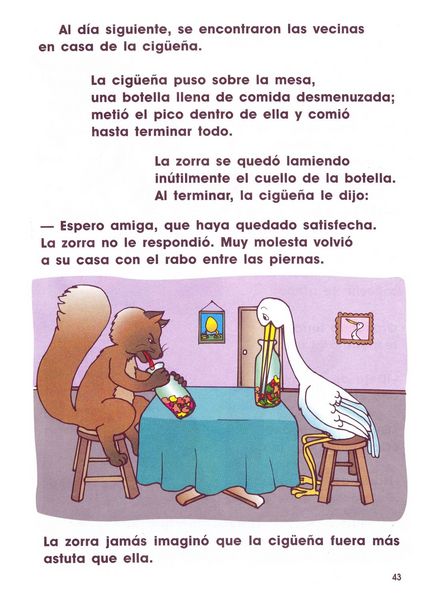 Al día siguiente, se encontraron las vecinas
en casa de la cigüeña.
La cigüeña puso sobre la mesa,
una botella llena de comida desmenuzada;
metió el pico dentro de ella y comió
hasta terminar todo.
La zorra se quedó lamiendo
inútilmente el cuello de la botella.
Al terminar, la cigüeña le dijo:
— Espero amiga, que haya quedado satisfecha.
La zorra no le respondió. Muy molesta volvió
a su casa con el rabo entre las piernas.
La zorra jamás imaginó que la cigüeña fuera más
astuta que ella.
43